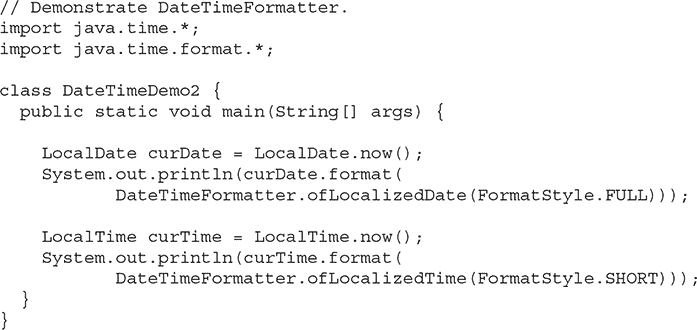 // Demonstrate DateTimeFormatter.
import java.time.*;
import java.time.format.*;

class DateTimeDemo2 {
  public static void main(String[] args) {

    LocalDate curDate = LocalDate.now();
    System.out.println(curDate.format(
           DateTimeFormatter.ofLocalizedDate(FormatStyle.FULL)));

    LocalTime curTime = LocalTime.now();
    System.out.println(curTime.format(
           DateTimeFormatter.ofLocalizedTime(FormatStyle.SHORT)));
  }
}